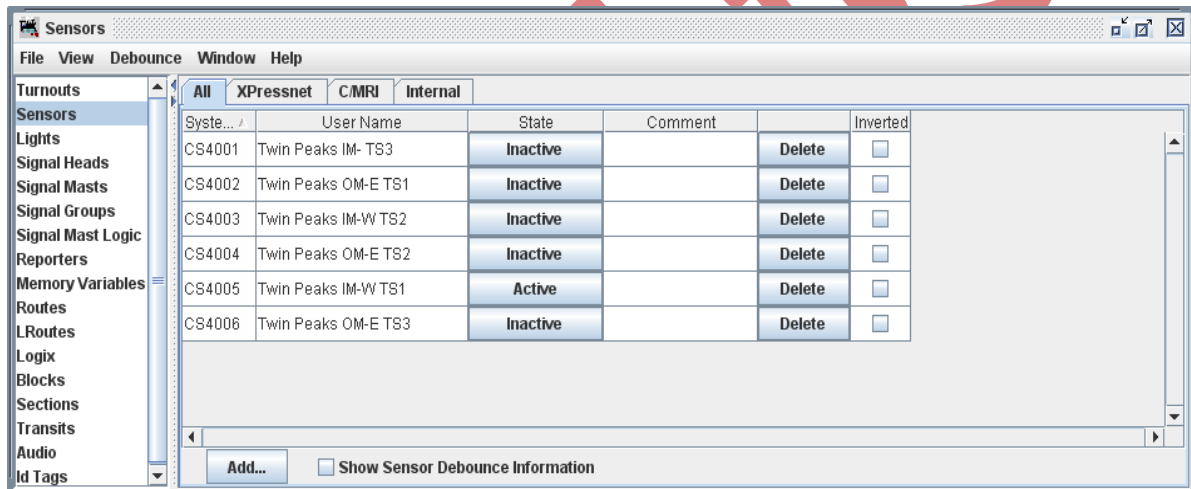 Sensors
File View Debounce Window Help
Turnouts
Sensors
Lights
Signal Heads
Signal Masts
Signal Groups
Signal Mast Logic
Reporters
Memory Variables
Routes
LRoutes
Logix
Blocks
Sections
Transits
Audio
Id Tags
All XPressnet C/MRI Internal
Syste... User Name State Comment Inverted
CS4001 Twin Peaks IM- TS3 Inactive Delete
CS4002 Twin Peaks OM-E TS1 Inactive Delete
CS4003 Twin Peaks IM-W TS2 Inactive Delete
CS4004 Twin Peaks OM-E TS2 Inactive Delete
CS4005 Twin Peaks IM-W TS1 Active Delete
CS4006 Twin Peaks OM-E TS3 Inactive Delete
Add... Show Sensor Debounce Information